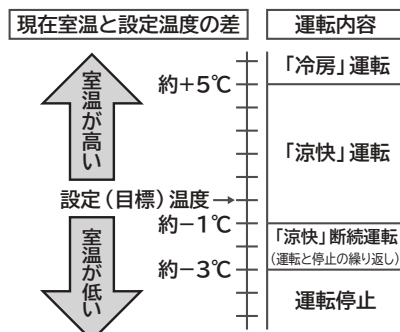 現在室温と設定温度の差
運転内容
室温が高い
約+5℃
「冷房」運転
「涼快」運転
設定(目標)温度→
約−1℃
「涼快」断続運転
(運転と停止の繰り返し)
室温が低い
約−3℃
運転停止